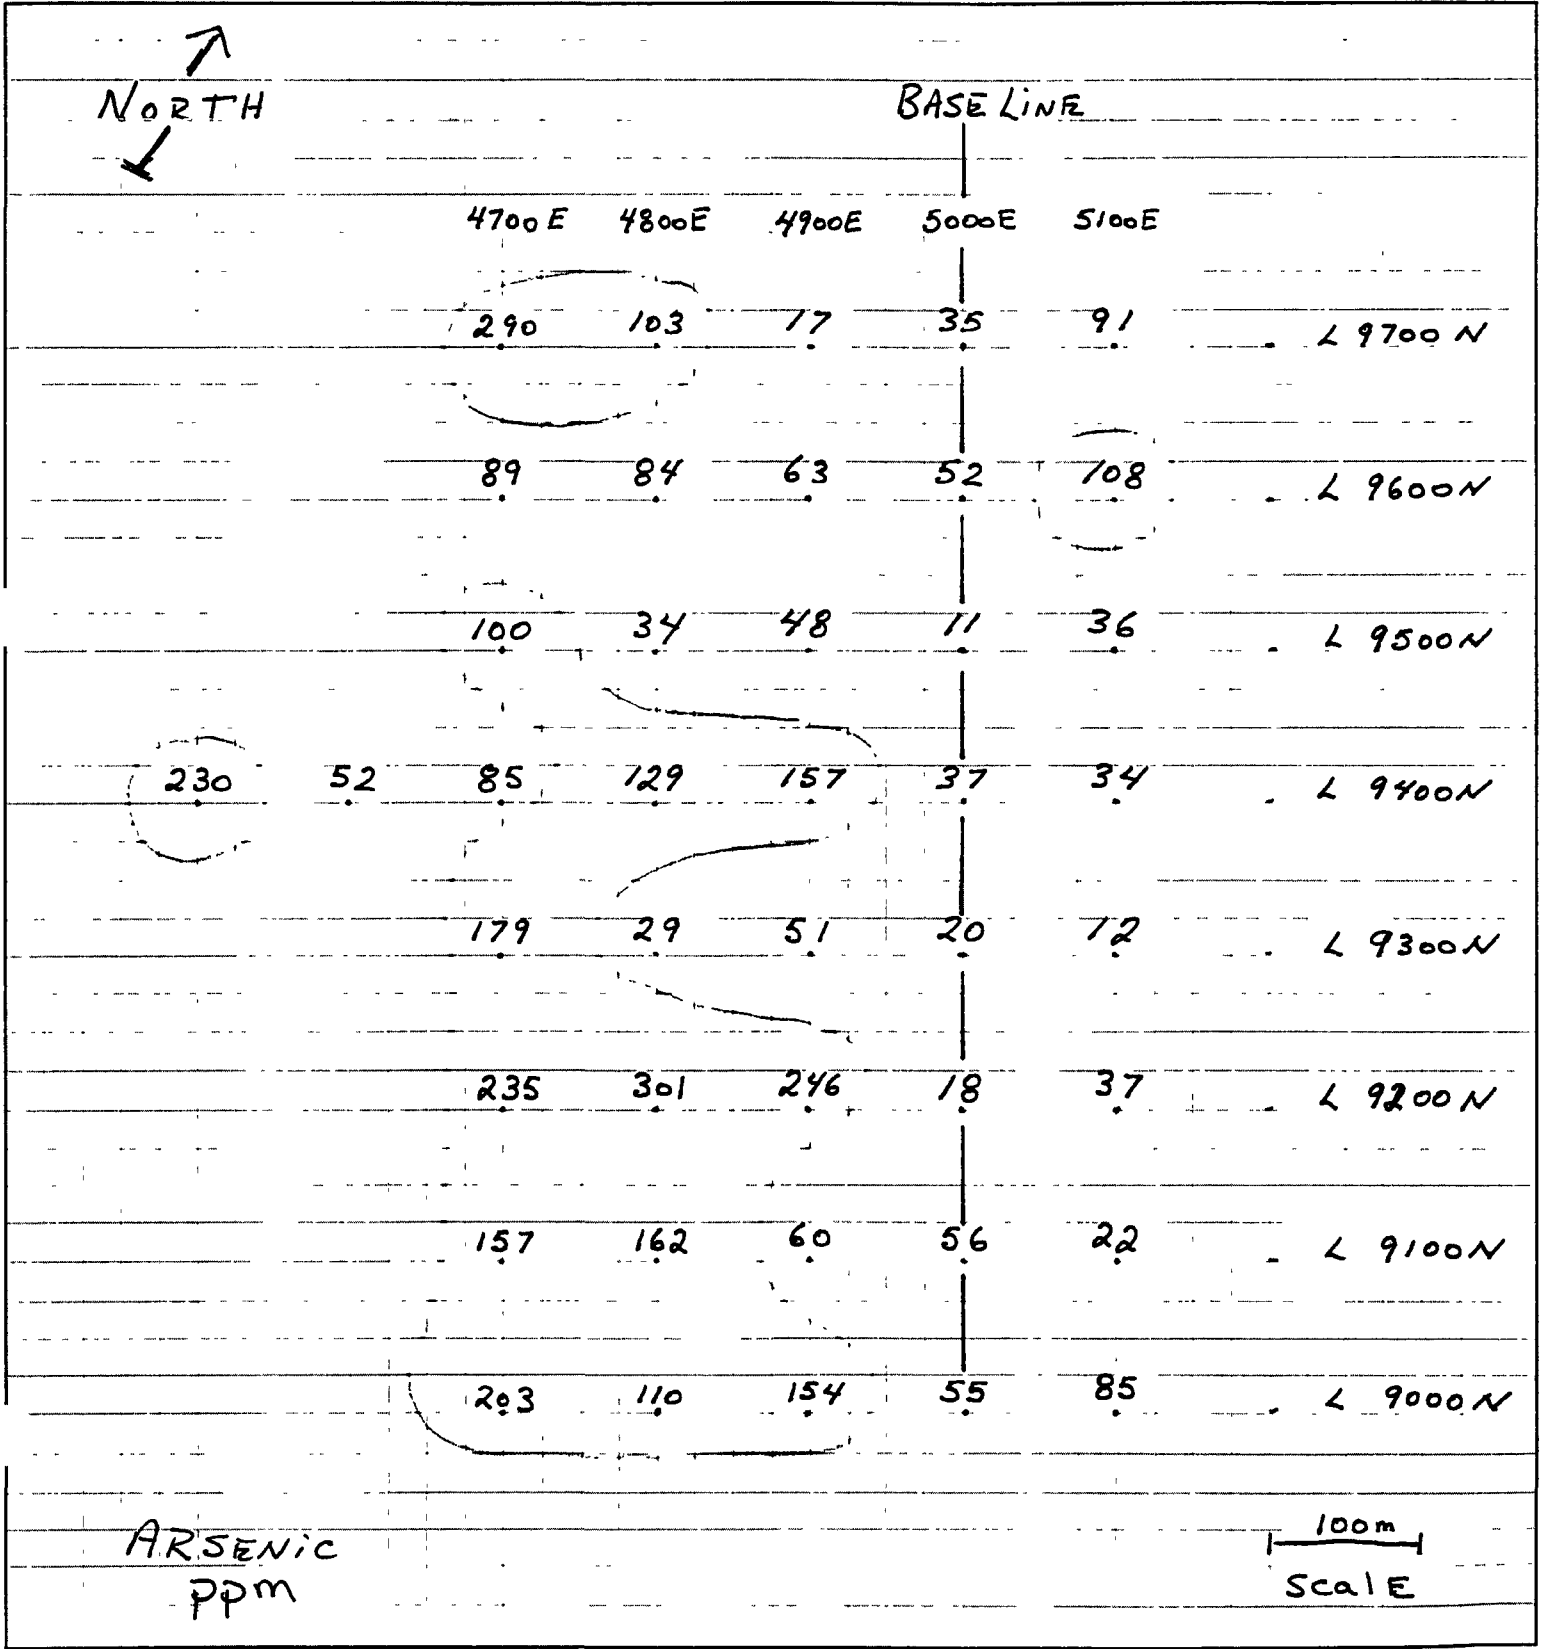 NORTH
BASE LINE
4700E 4800E 4900E 5000E 5100E
290 103 17 35 91 L 9700 N
89 84 63 52 108 L 9600N
100 34 48 11 36 L 9500N
230 52 85 129 157 37 34 L 9400N
179 29 51 20 12 L 9300N
235 301 246 18 37 L 9200N
157 162 60 56 22 L 9100N
203 110 154 55 85 L 9000N
ARSENIC
ppm
100m
ScalE